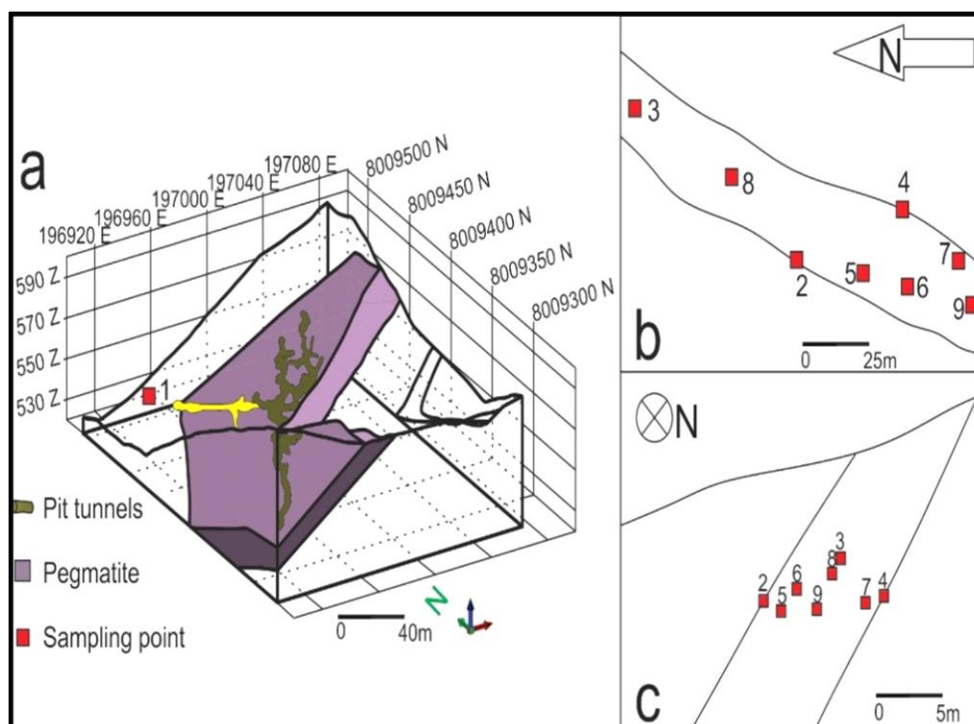 a
196920 E
196960 E
197000 E
197040 E
197080 E
8009500 N
8009450 N
8009400 N
8009350 N
8009300 N
590 Z
570 Z
550 Z
530 Z
1
Pit tunnels
Pegmatite
Sampling point
0
40m
N
N
3
8
4
2
5
6
7
9
b
0
25m
N
3
8
6
2
5
9
7
4
c
0
5m